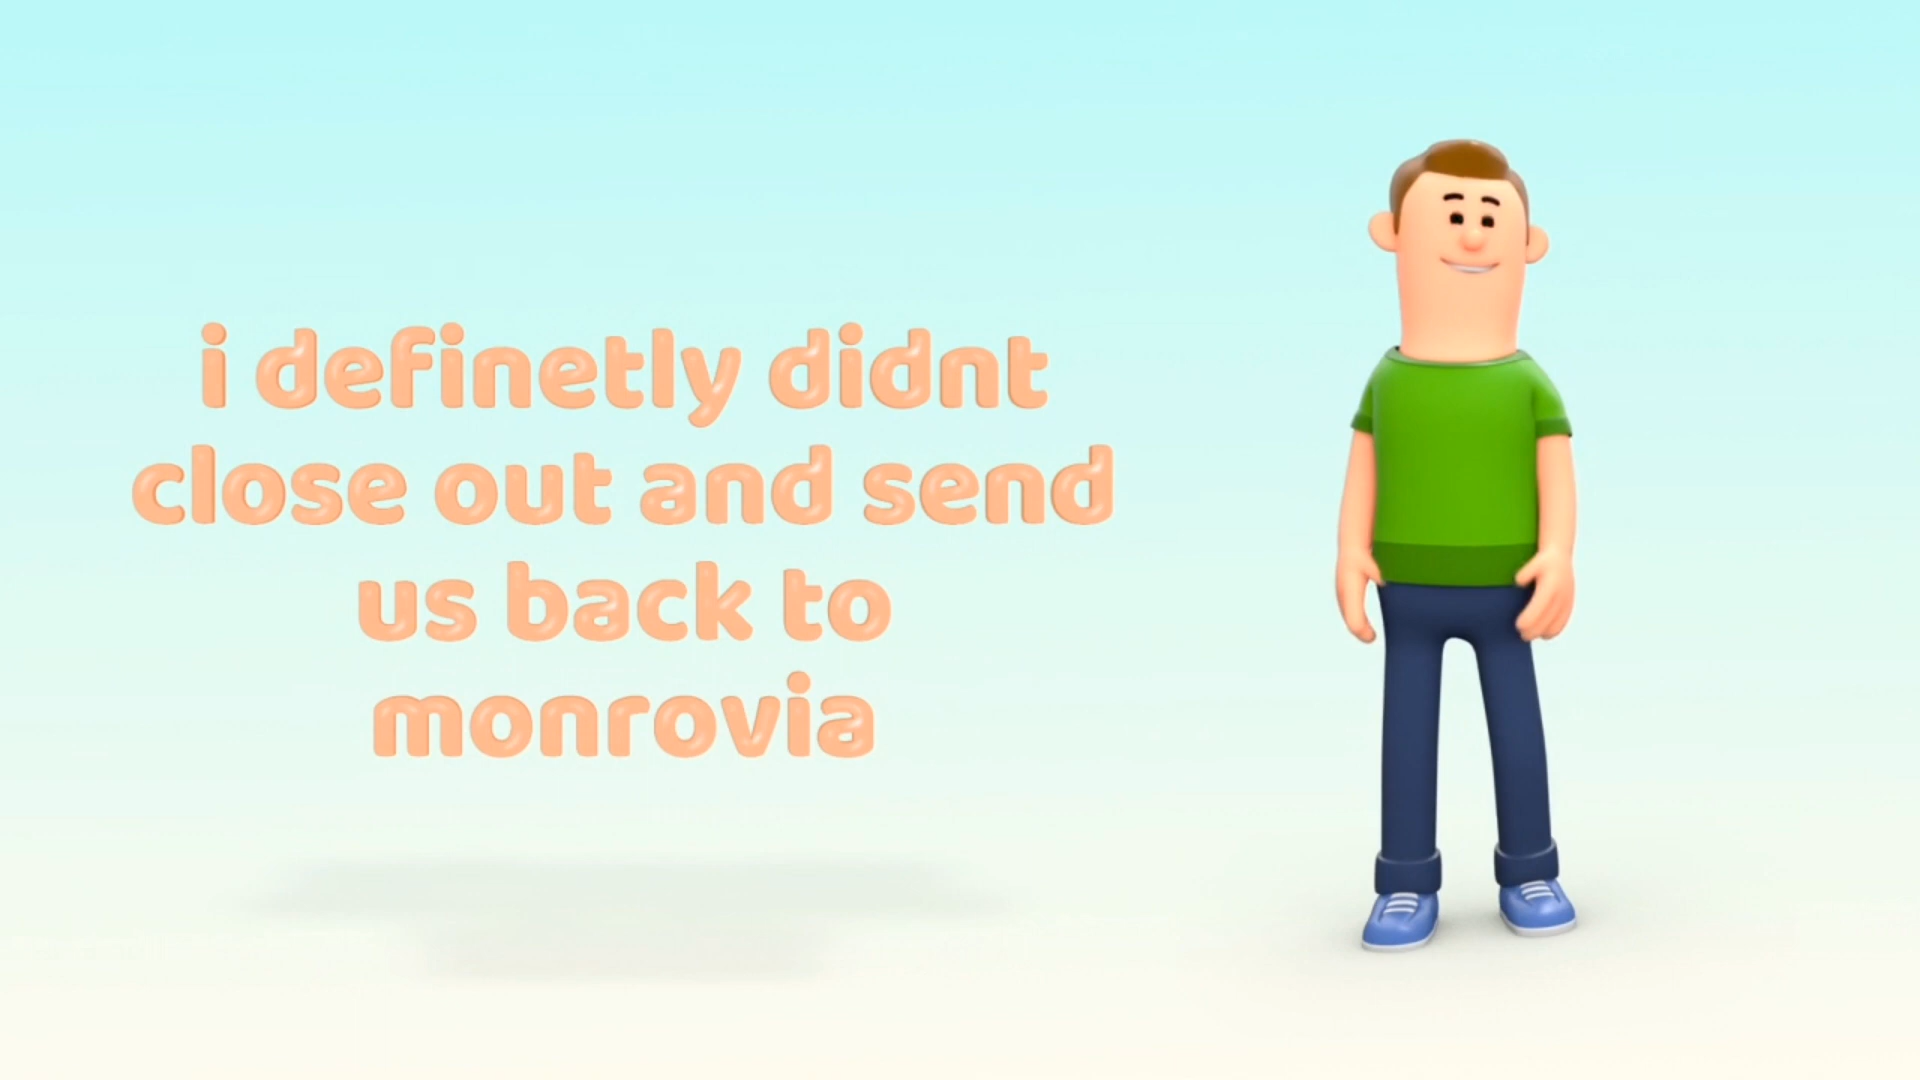 i definetly didnt
close out and send
us back to
monrovia